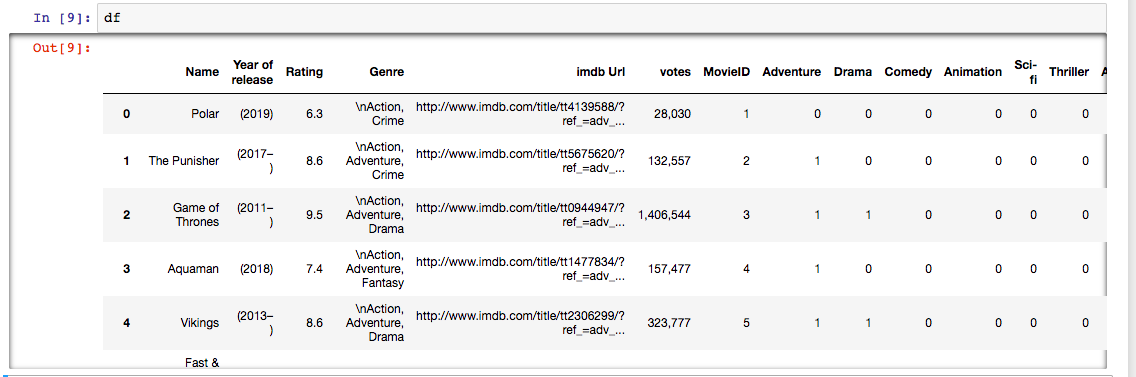 In [9]: df
Out[9]:
Name Year of release Rating Genre imdb Url votes MovieID Adventure Drama Comedy Animation Sci-fi Thriller A
0 Polar (2019) 6.3 \nAction, Crime http://www.imdb.com/title/tt4139588/?ref_=adv_... 28,030 1 0 0 0 0 0 0
1 The Punisher (2017– ) 8.6 \nAction, Adventure, Crime http://www.imdb.com/title/tt5675620/?ref_=adv_... 132,557 2 1 0 0 0 0 0
2 Game of Thrones (2011– ) 9.5 \nAction, Adventure, Drama http://www.imdb.com/title/tt0944947/?ref_=adv_... 1,406,544 3 1 1 0 0 0 0
3 Aquaman (2018) 7.4 \nAction, Adventure, Fantasy http://www.imdb.com/title/tt1477834/?ref_=adv_... 157,477 4 1 0 0 0 0 0
4 Vikings (2013– ) 8.6 \nAction, Adventure, Drama http://www.imdb.com/title/tt2306299/?ref_=adv_... 323,777 5 1 1 0 0 0 0
Fast &